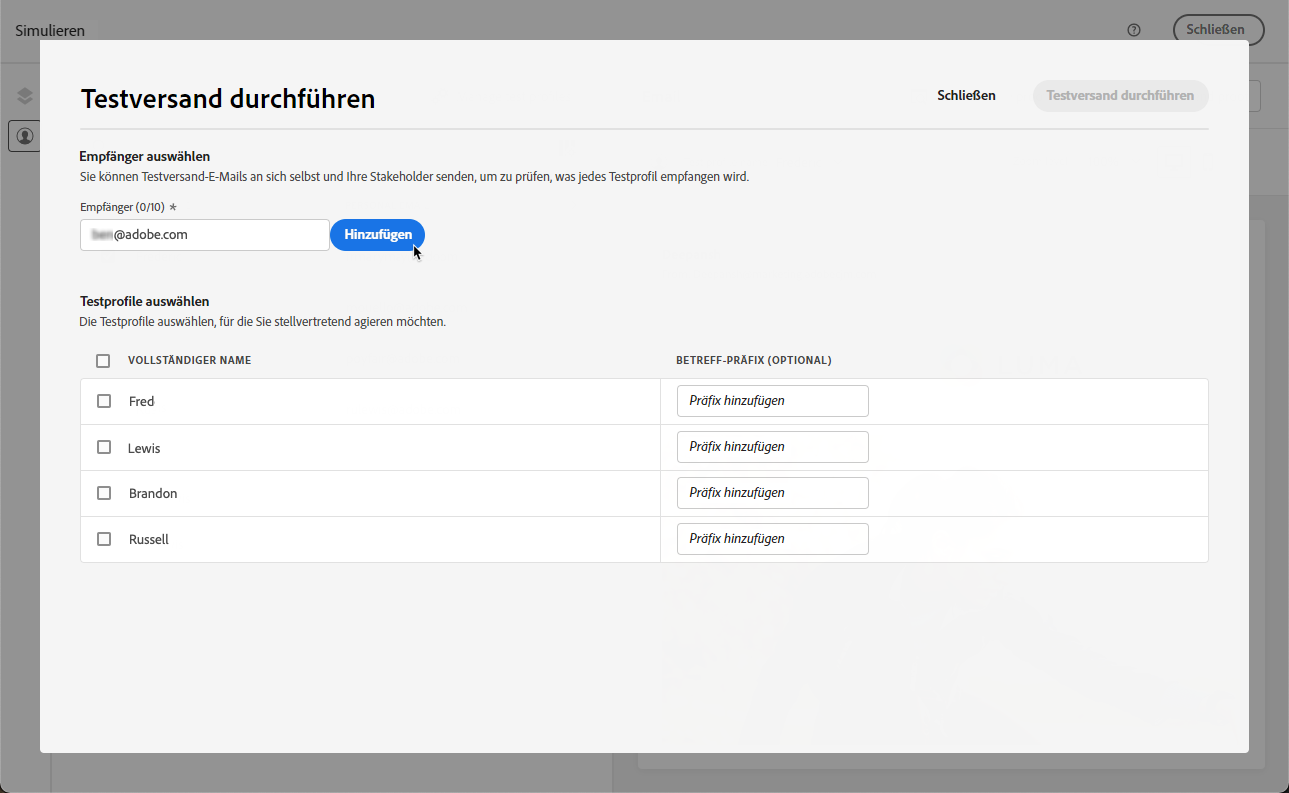 Simulieren
Schließen
Testversand durchführen
Schließen
Testversand durchführen
Empfänger auswählen
Sie können Testversand-E-Mails an sich selbst und Ihre Stakeholder senden, um zu prüfen, was jedes Testprofil empfangen wird.
Empfänger (0/10) *
@adobe.com
Hinzufügen
Testprofile auswählen
Die Testprofile auswählen, für die Sie stellvertretend agieren möchten.
VOLLSTÄNDIGER NAME
BETREFF-PRÄFIX (OPTIONAL)
Fred
Präfix hinzufügen
Lewis
Präfix hinzufügen
Brandon
Präfix hinzufügen
Russell
Präfix hinzufügen